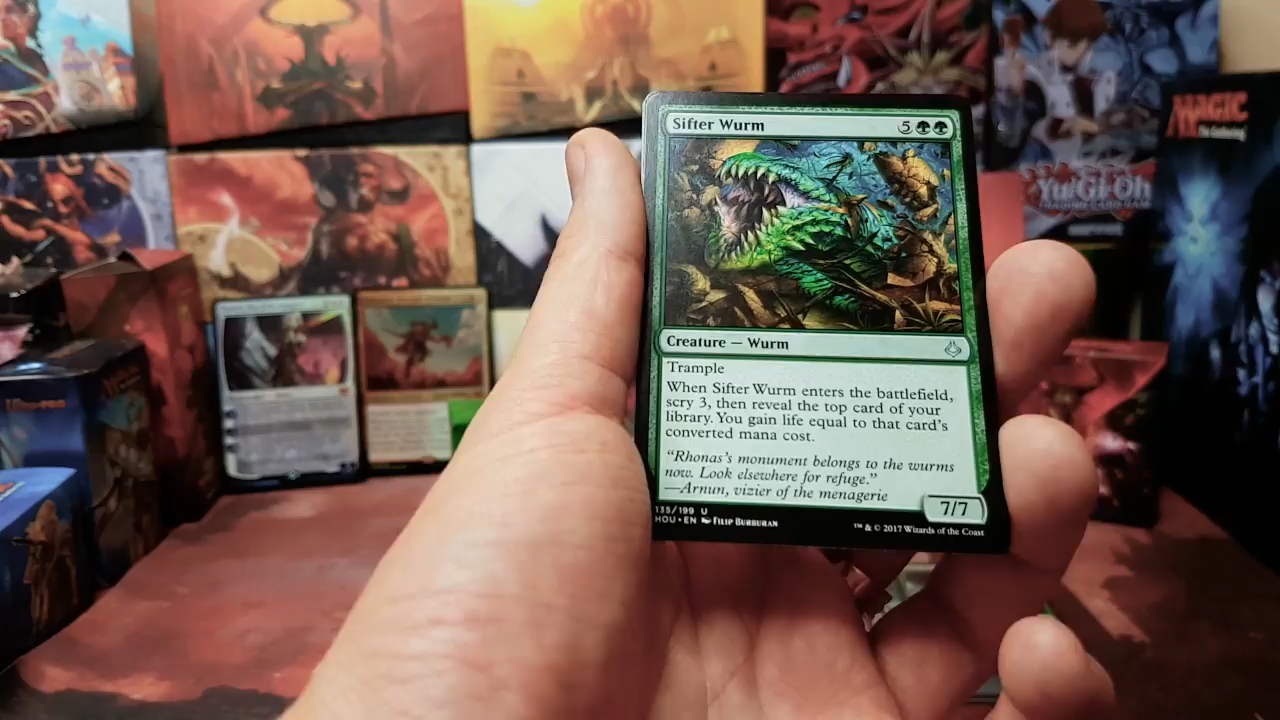 Sifter Wurm 5
Creature — Wurm
Trample
When Sifter Wurm enters the battlefield,
scry 3, then reveal the top card of your
library. You gain life equal to that card's
converted mana cost.
"Rhonas's monument belongs to the wurms
now. Look elsewhere for refuge."
—Arnun, vizier of the menagerie
7/7
135/199 U
HOU • EN Filip Burburan
™ & © 2017 Wizards of the Coast
MAGIC
The Gathering
Yu-Gi-Oh
TRADING CARD GAME